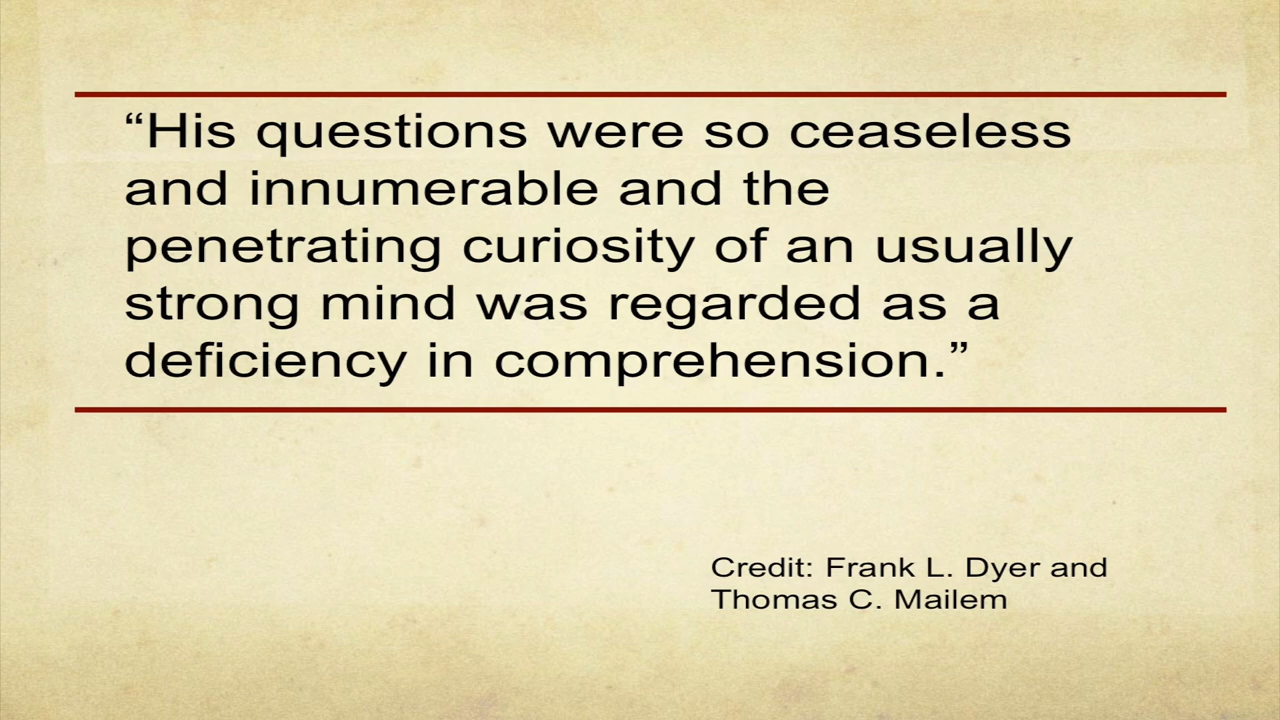 “His questions were so ceaseless
and innumerable and the
penetrating curiosity of an usually
strong mind was regarded as a
deficiency in comprehension.”
Credit: Frank L. Dyer and
Thomas C. Mailem